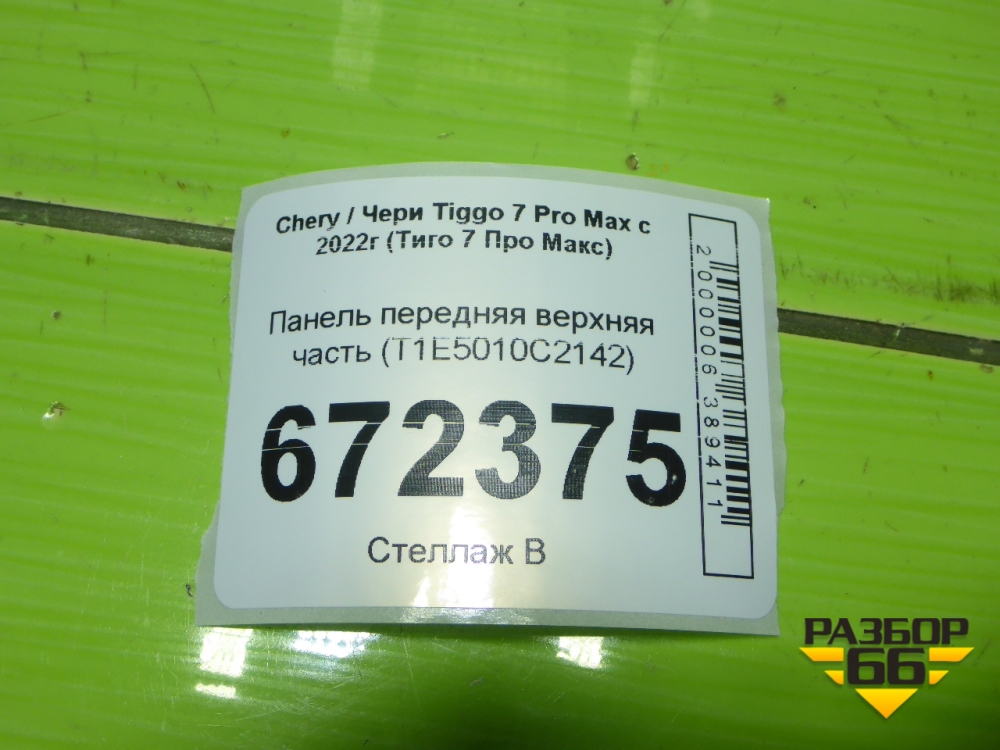 Chery / Чери Tiggo 7 Pro Max с
2022г (Тиго 7 Про Макс)
Панель передняя верхняя
часть (T1E5010C2142)
672375
Стеллаж В
2000006389411
РАЗБОР
66